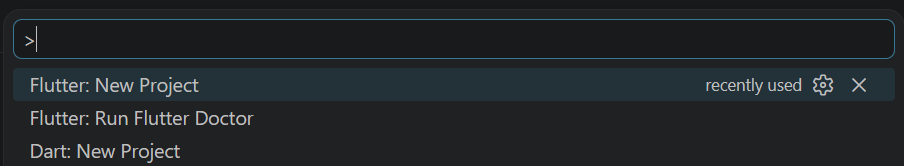 >
Flutter: New Project recently used
Flutter: Run Flutter Doctor
Dart: New Project